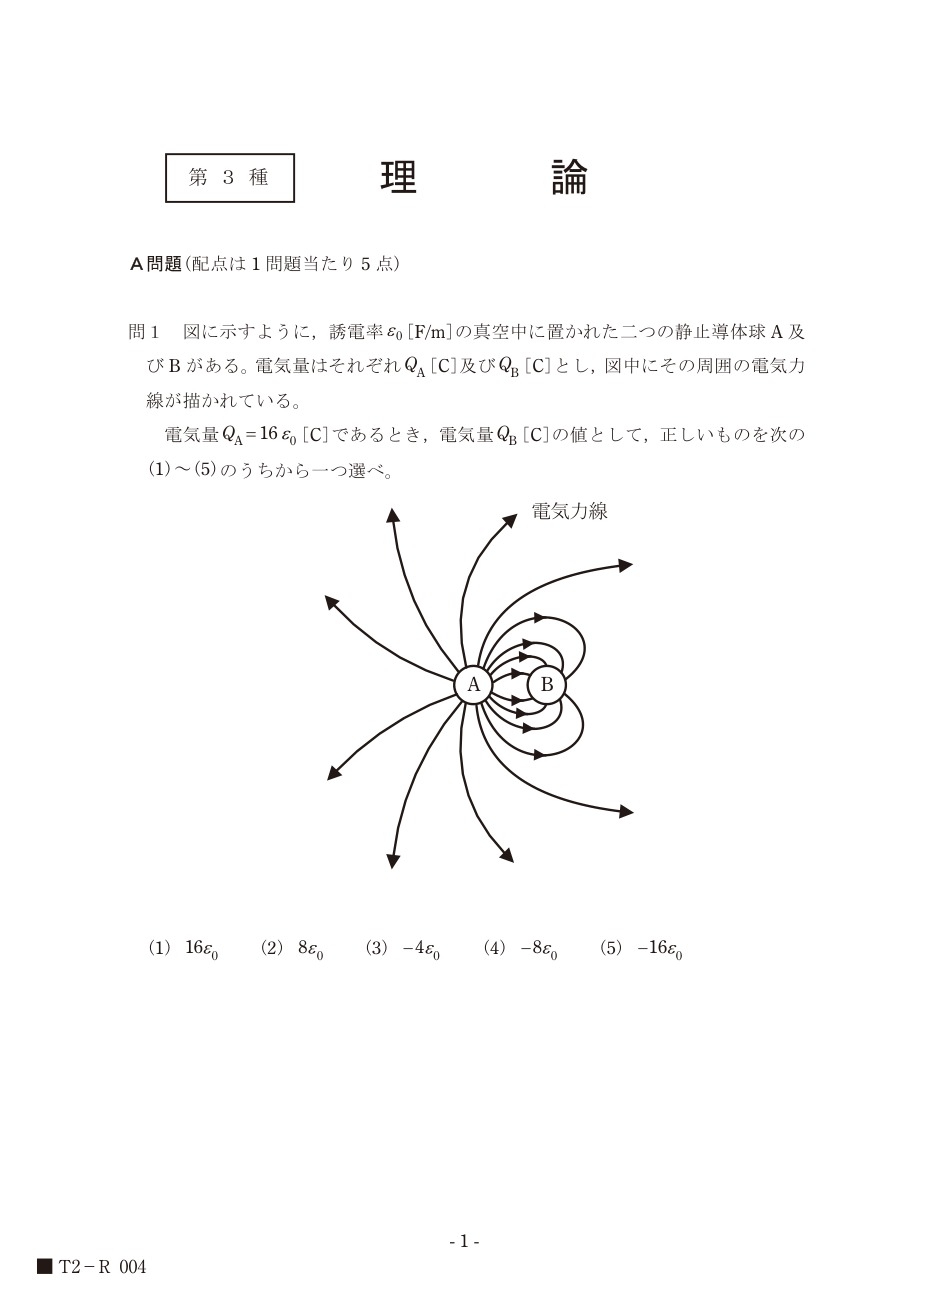 第 3 種
理 論
A問題(配点は1問題当たり5点)
問1 図に示すように,誘電率ε₀[F/m]の真空中に置かれた二つの静止導体球A及
びBがある。電気量はそれぞれQ_A[C]及びQ_B[C]とし,図中にその周囲の電気力
線が描かれている。
電気量Q_A=16ε₀[C]であるとき,電気量Q_B[C]の値として,正しいものを次の
(1)~(5)のうちから一つ選べ。
電気力線
A B
(1) 16ε₀ (2) 8ε₀ (3) −4ε₀ (4) −8ε₀ (5) −16ε₀
- 1 -
■ T2−R 004